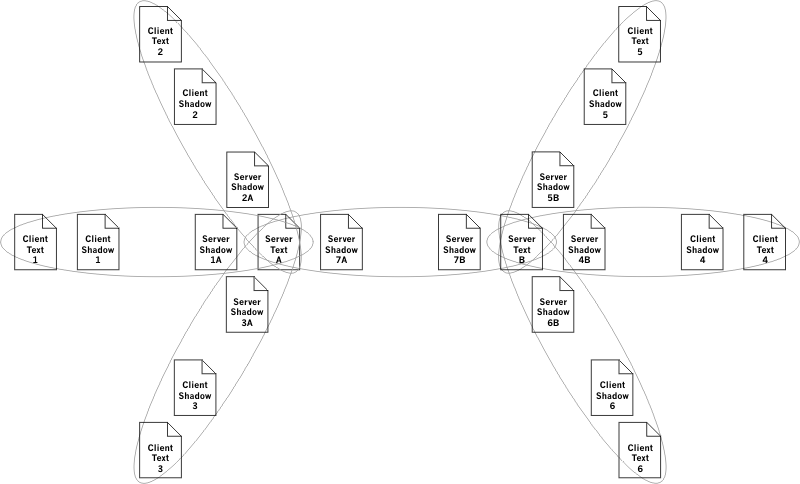 Client
Text
2
Client
Text
5
Client
Shadow
2
Client
Shadow
5
Server
Shadow
2A
Server
Shadow
5B
Client
Text
1
Client
Shadow
1
Server
Shadow
1A
Server
Text
A
Server
Shadow
7A
Server
Shadow
7B
Server
Text
B
Server
Shadow
4B
Client
Shadow
4
Client
Text
4
Server
Shadow
3A
Server
Shadow
6B
Client
Shadow
3
Client
Shadow
6
Client
Text
3
Client
Text
6